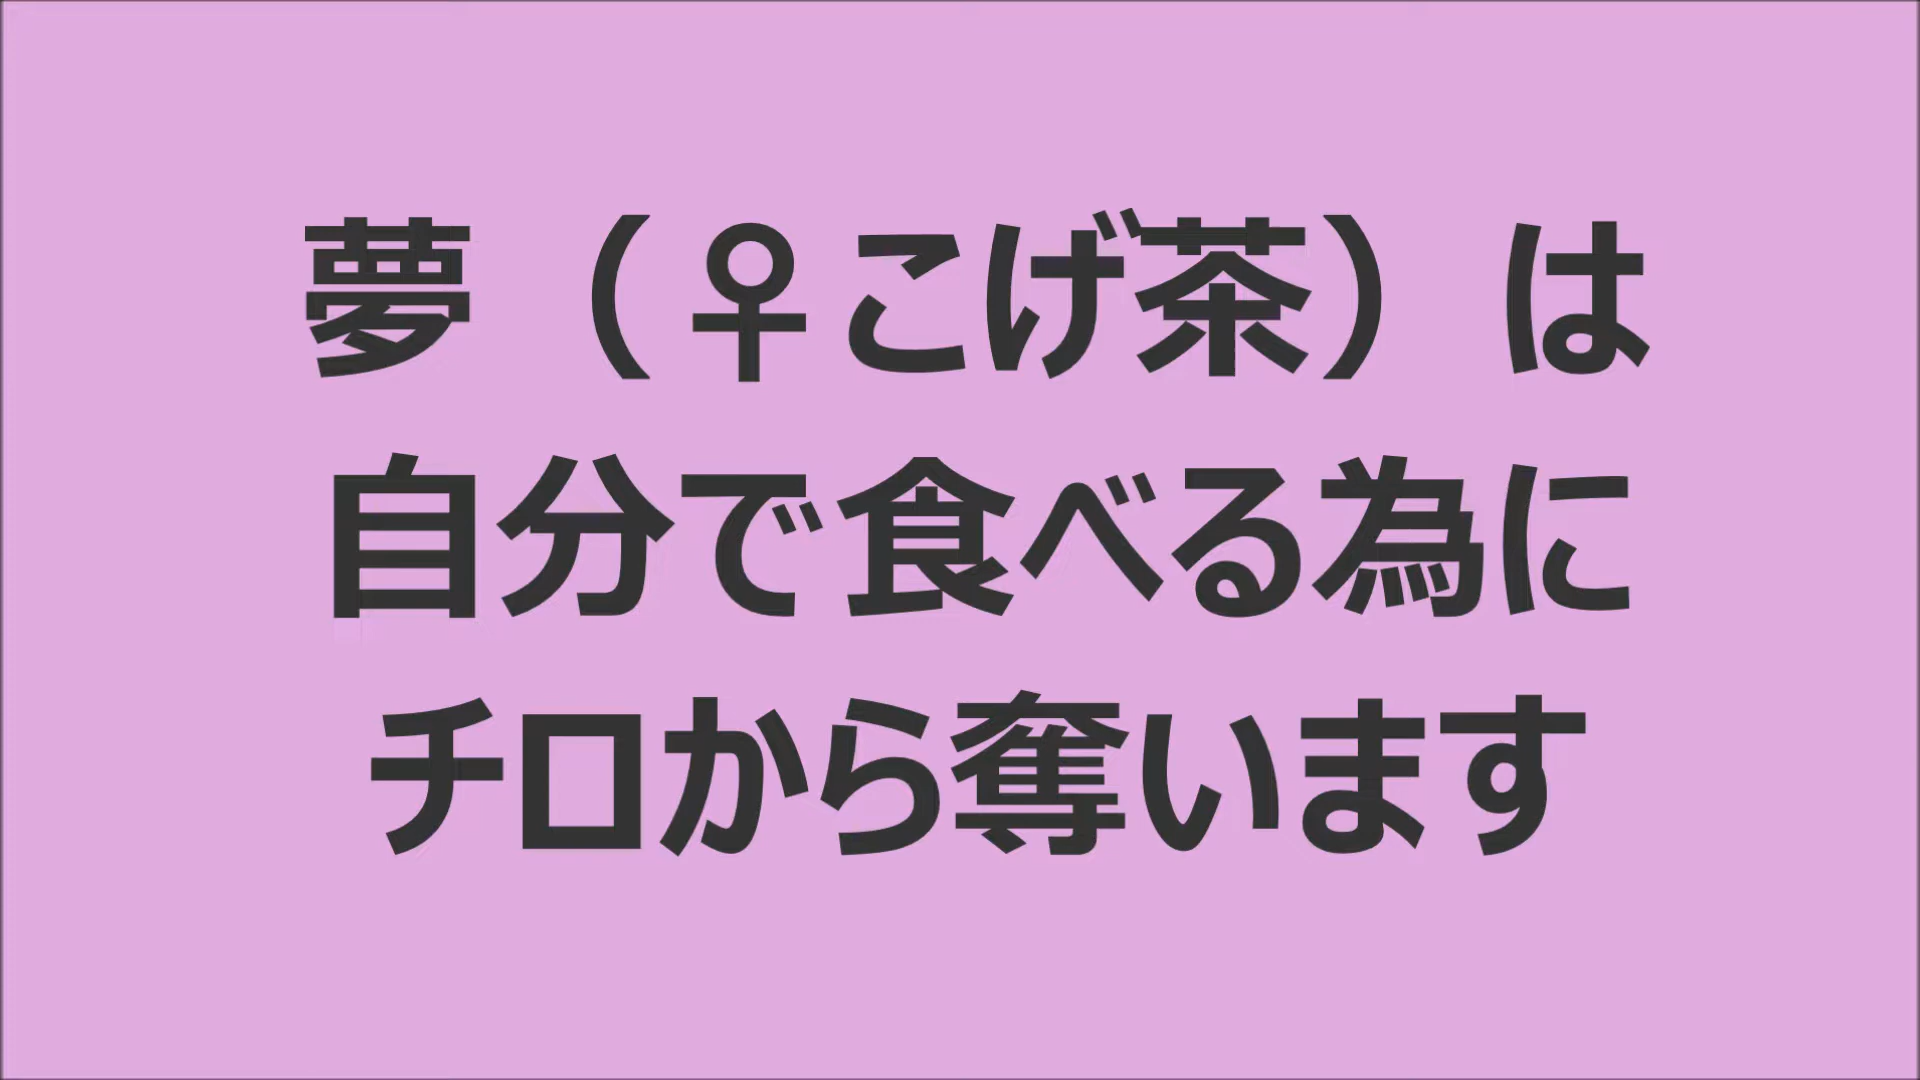 夢（♀こげ茶）は
自分で食べる為に
チロから奪います